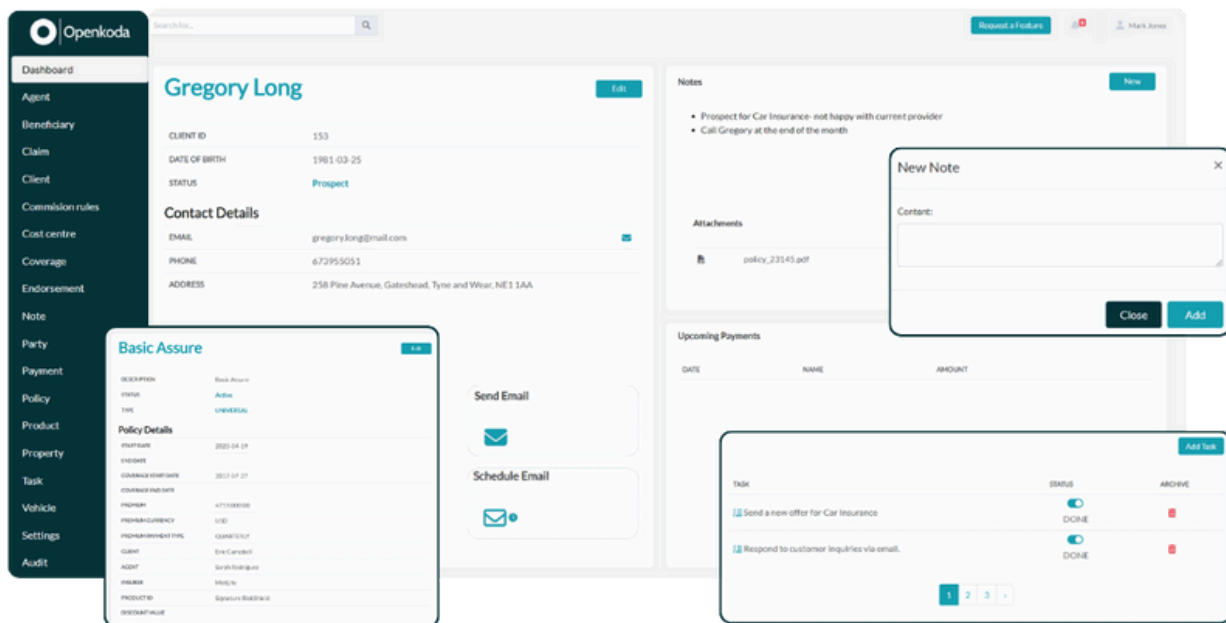 Openkoda
Search for...
Request a Feature
Mark Jones
Dashboard
Agent
Beneficiary
Claim
Client
Commision rules
Cost centre
Coverage
Endorsement
Note
Party
Payment
Policy
Product
Property
Task
Vehicle
Settings
Audit
Gregory Long
Edit
CLIENT ID 153
DATE OF BIRTH 1981-03-25
STATUS Prospect
Contact Details
EMAIL gregory.long@mail.com
PHONE 673955051
ADDRESS 258 Pine Avenue, Gateshead, Tyne and Wear, NE1 1AA
Notes
New
• Prospect for Car Insurance- not happy with current provider
• Call Gregory at the end of the month
Attachments
policy_23145.pdf
New Note ×
Content:
Close Add
Upcoming Payments
DATE NAME AMOUNT
Basic Assure
Edit
DESCRIPTION Basic Assure
STATUS Active
TYPE UNIVERSAL
Policy Details
START DATE
END DATE
COVERAGE START DATE
COVERAGE END DATE
PREMIUM
PREMIUM CURRENCY USD
PREMIUM PAYMENT TYPE QUARTERLY
CLIENT Eric Campbell
AGENT Sarah Rodriguez
INSURER MetLife
PRODUCT ID Signature
DISCOUNT VALUE
Send Email
Schedule Email
Add Task
TASK STATUS ARCHIVE
Send a new offer for Car Insurance
DONE
Respond to customer inquiries via email.
DONE
1 2 3 ›